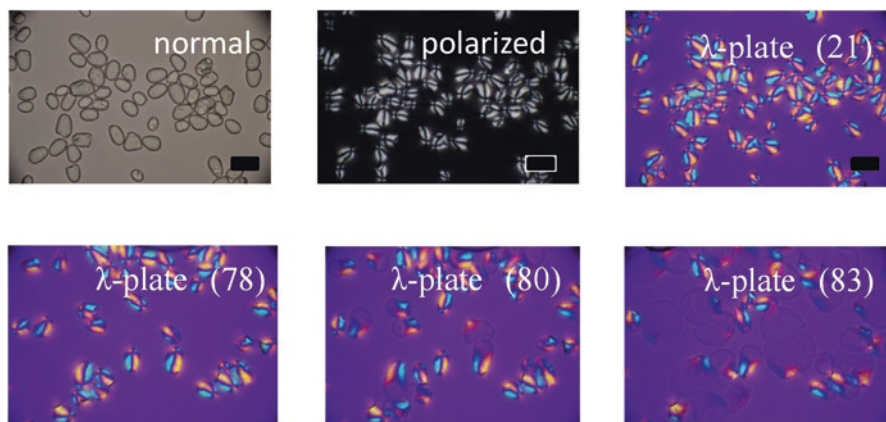 normal
polarized
λ-plate (21)
λ-plate (78)
λ-plate (80)
λ-plate (83)